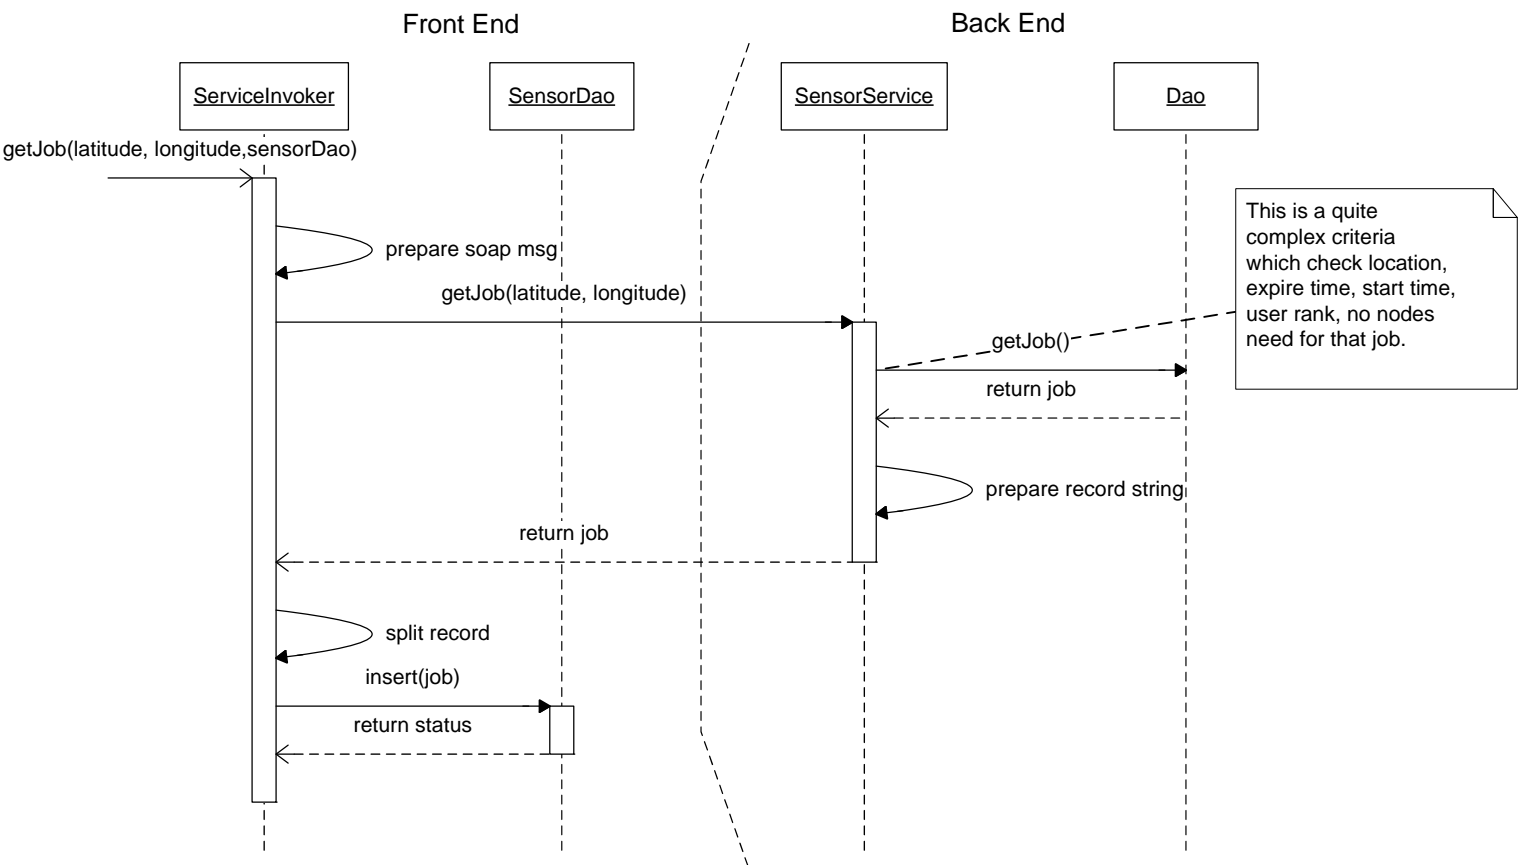 Front End
Back End
ServiceInvoker
SensorDao
SensorService
Dao
getJob(latitude, longitude,sensorDao)
This is a quite
complex criteria
which check location,
expire time, start time,
user rank, no nodes
need for that job.
prepare soap msg
getJob(latitude, longitude)
getJob()
return job
prepare record string
return job
split record
insert(job)
return status